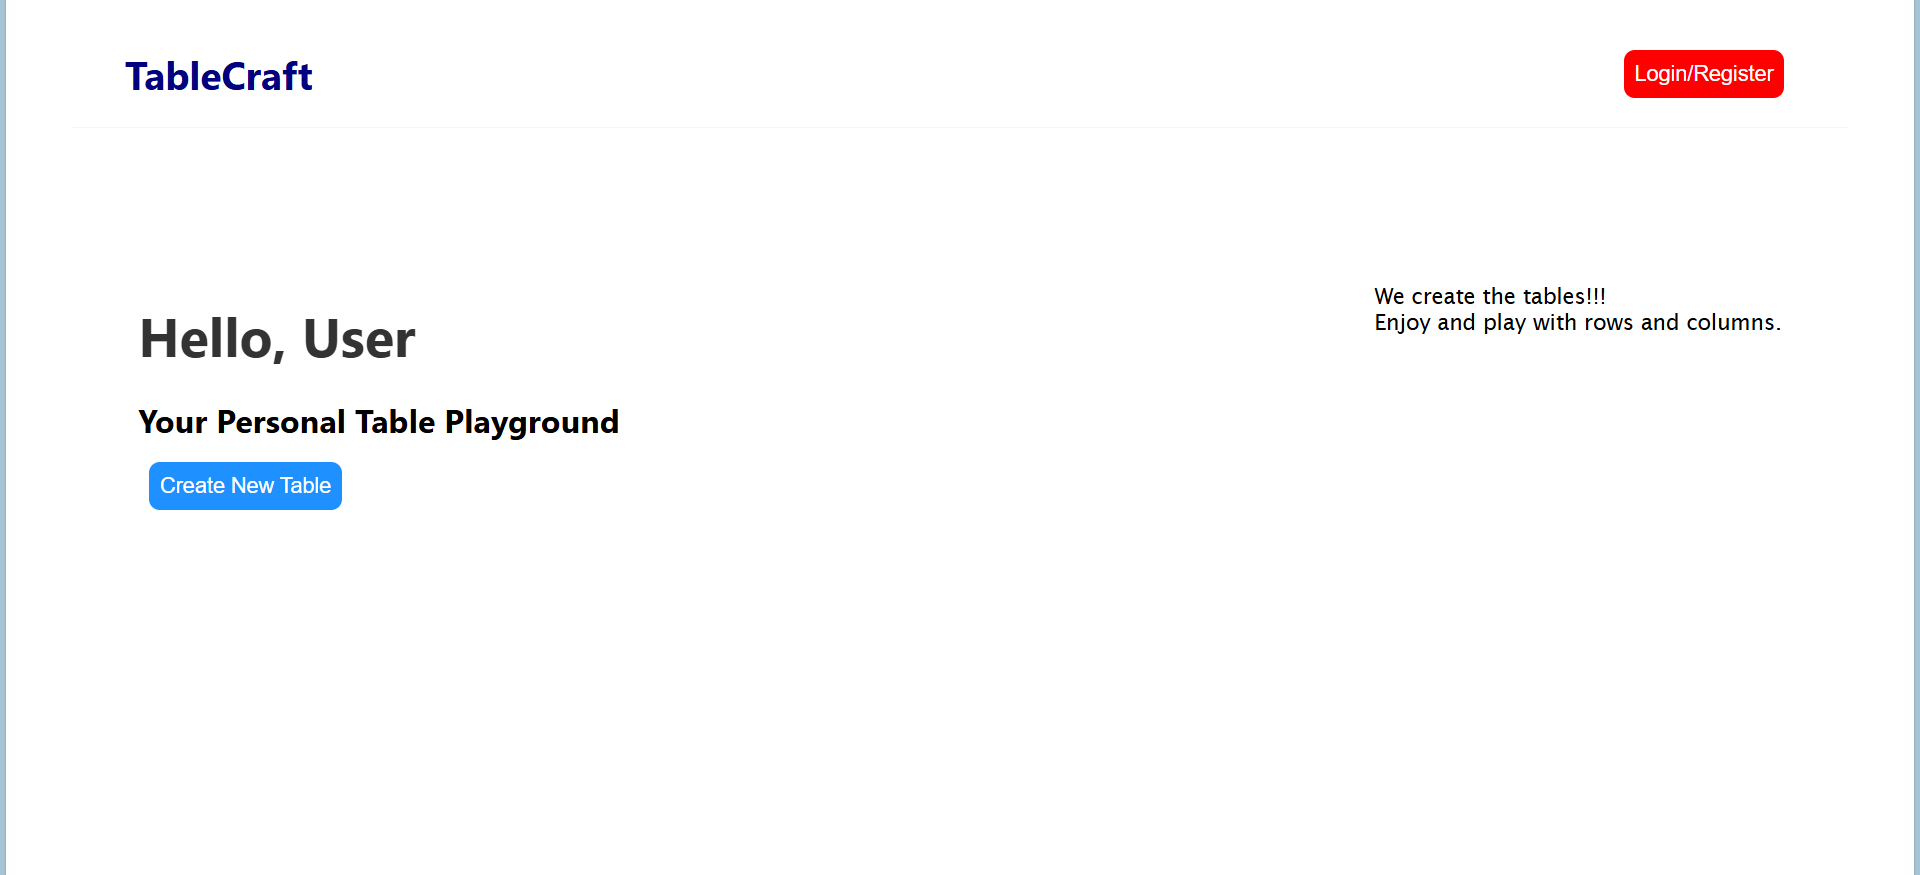 TableCraft
Login/Register
Hello, User
Your Personal Table Playground
Create New Table
We create the tables!!!
Enjoy and play with rows and columns.